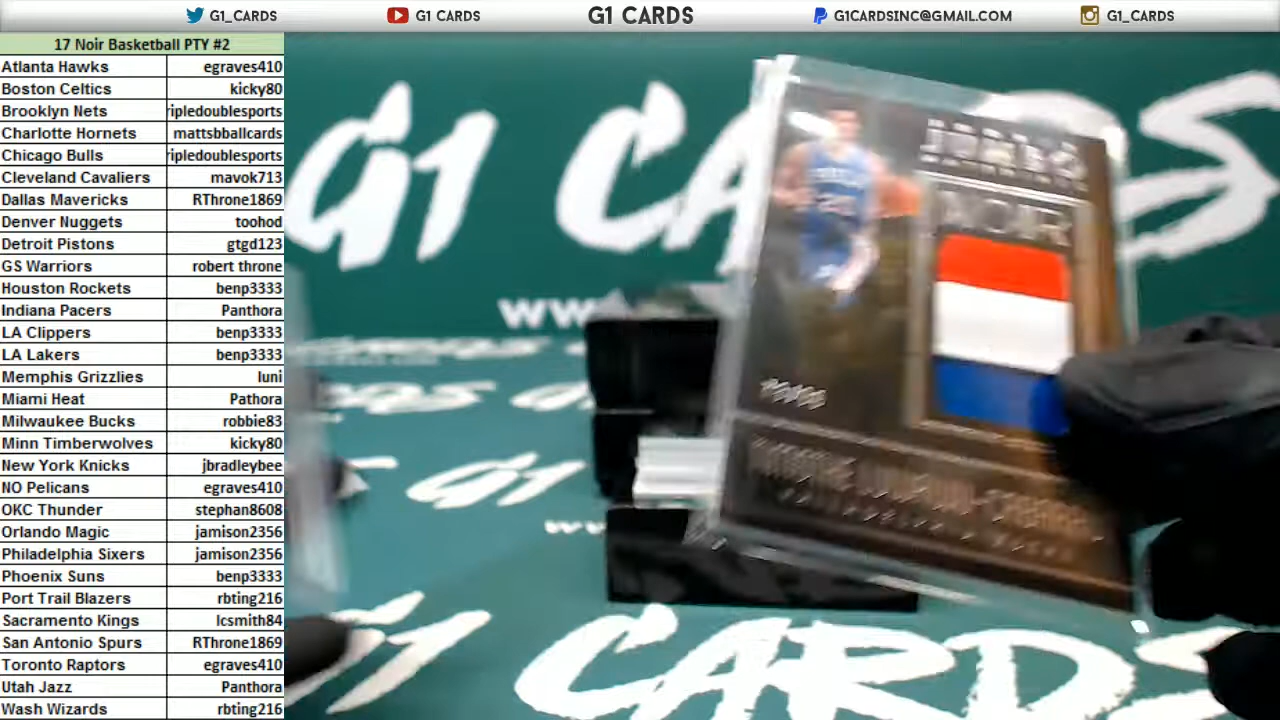 G1_CARDS G1 CARDS G1 CARDS G1CARDSINC@GMAIL.COM G1_CARDS
17 Noir Basketball PTY #2
Atlanta Hawks egraves410
Boston Celtics kicky80
Brooklyn Nets ripledoublesports
Charlotte Hornets mattsbballcards
Chicago Bulls ripledoublesports
Cleveland Cavaliers mavok713
Dallas Mavericks RThrone1869
Denver Nuggets toohod
Detroit Pistons gtgd123
GS Warriors robert throne
Houston Rockets benp3333
Indiana Pacers Panthora
LA Clippers benp3333
LA Lakers benp3333
Memphis Grizzlies luni
Miami Heat Pathora
Milwaukee Bucks robbie83
Minn Timberwolves kicky80
New York Knicks jbradleybee
NO Pelicans egraves410
OKC Thunder stephan8608
Orlando Magic jamison2356
Philadelphia Sixers jamison2356
Phoenix Suns benp3333
Port Trail Blazers rbting216
Sacramento Kings lcsmith84
San Antonio Spurs RThrone1869
Toronto Raptors egraves410
Utah Jazz Panthora
Wash Wizards rbting216
G1 CARDS
NOIR
G1
G1 CARDS